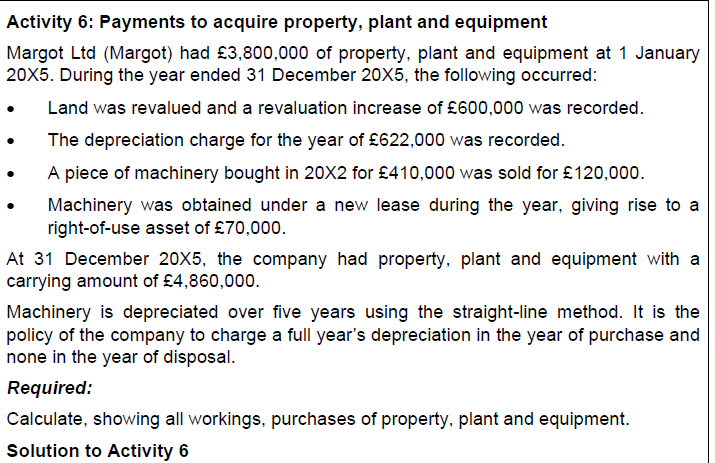 Activity 6: Payments to acquire property, plant and equipment
Margot Ltd (Margot) had £3,800,000 of property, plant and equipment at 1 January
20X5. During the year ended 31 December 20X5, the following occurred:
• Land was revalued and a revaluation increase of £600,000 was recorded.
• The depreciation charge for the year of £622,000 was recorded.
• A piece of machinery bought in 20X2 for £410,000 was sold for £120,000.
• Machinery was obtained under a new lease during the year, giving rise to a
right-of-use asset of £70,000.
At 31 December 20X5, the company had property, plant and equipment with a
carrying amount of £4,860,000.
Machinery is depreciated over five years using the straight-line method. It is the
policy of the company to charge a full year’s depreciation in the year of purchase and
none in the year of disposal.
Required:
Calculate, showing all workings, purchases of property, plant and equipment.
Solution to Activity 6